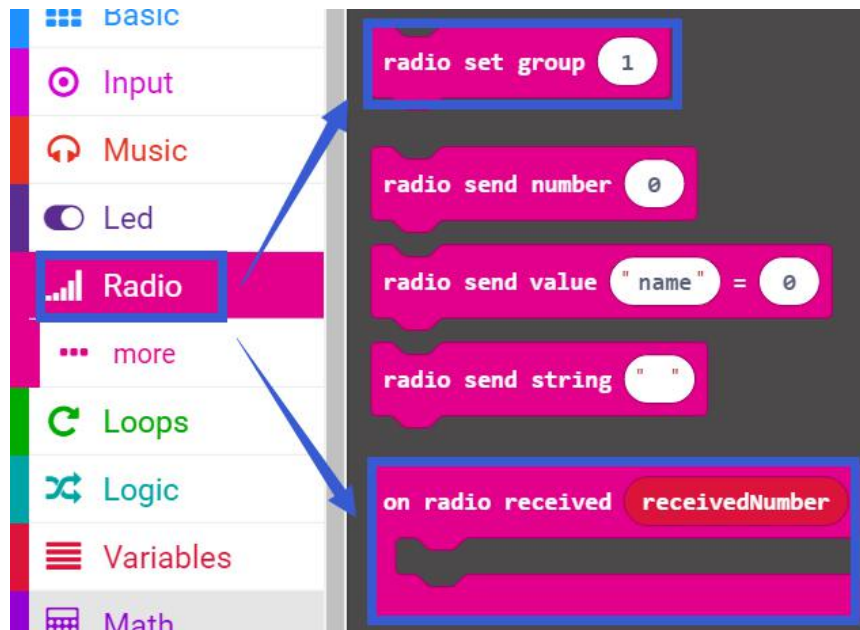 Basic
Input
Music
Led
Radio
more
Loops
Logic
Variables
Math
radio set group 1
radio send number 0
radio send value "name" = 0
radio send string " "
on radio received receivedNumber